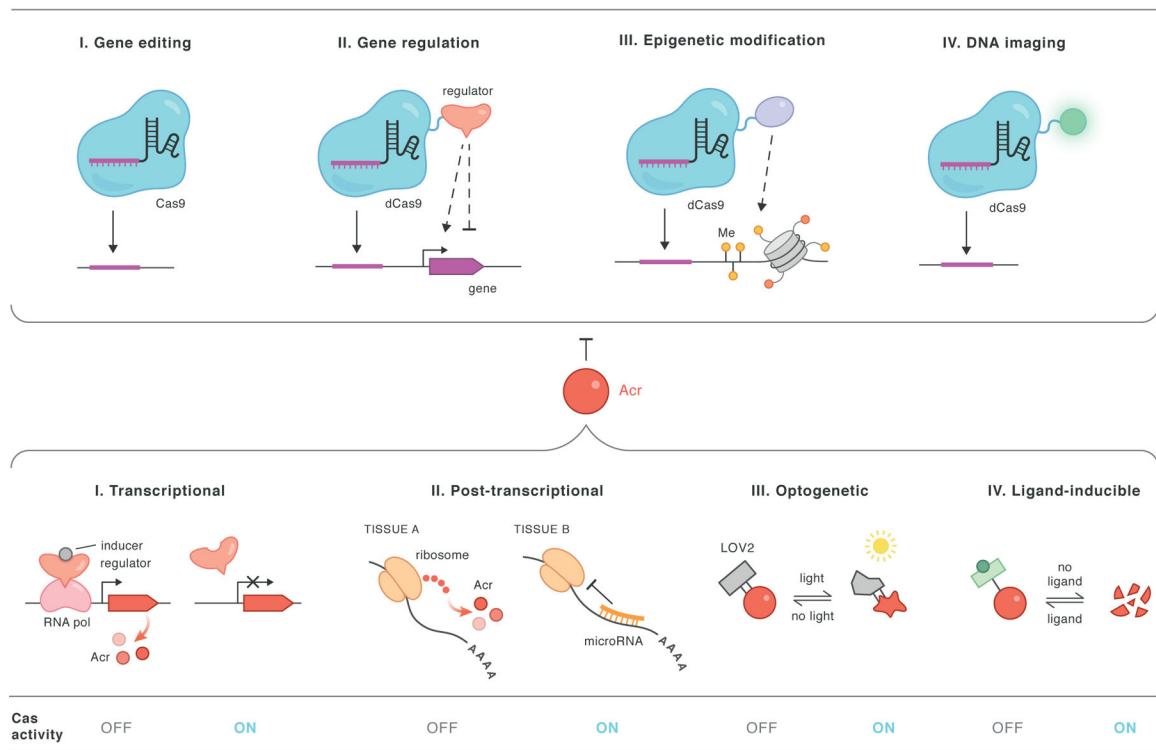 I. Gene editing
II. Gene regulation
III. Epigenetic modification
IV. DNA imaging
regulator
Cas9
dCas9
dCas9
dCas9
Me
gene
Acr
I. Transcriptional
II. Post-transcriptional
III. Optogenetic
IV. Ligand-inducible
inducer
regulator
RNA pol
Acr
TISSUE A
ribosome
Acr
AAAA
TISSUE B
microRNA
AAAA
LOV2
light
no light
no
ligand
ligand
Cas
activity
OFF
ON
OFF
ON
OFF
ON
OFF
ON